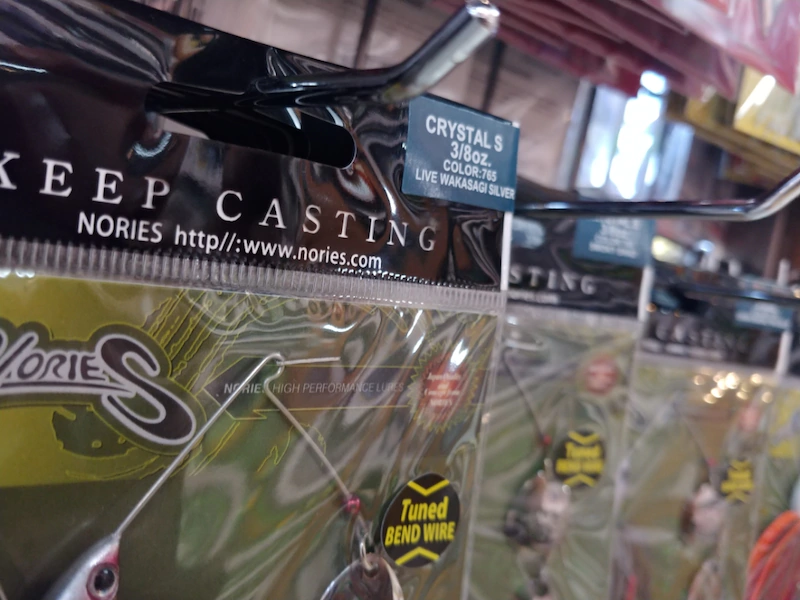 CRYSTAL S
3/8oz.
COLOR:765
LIVE WAKASAGI SILVER
KEEP CASTING
NORIES http//:www.nories.com
NORIES
NORIES HIGH PERFORMANCE LURES
Tuned
BEND WIRE
STING
Tuned
BEND WIRE
CASTING